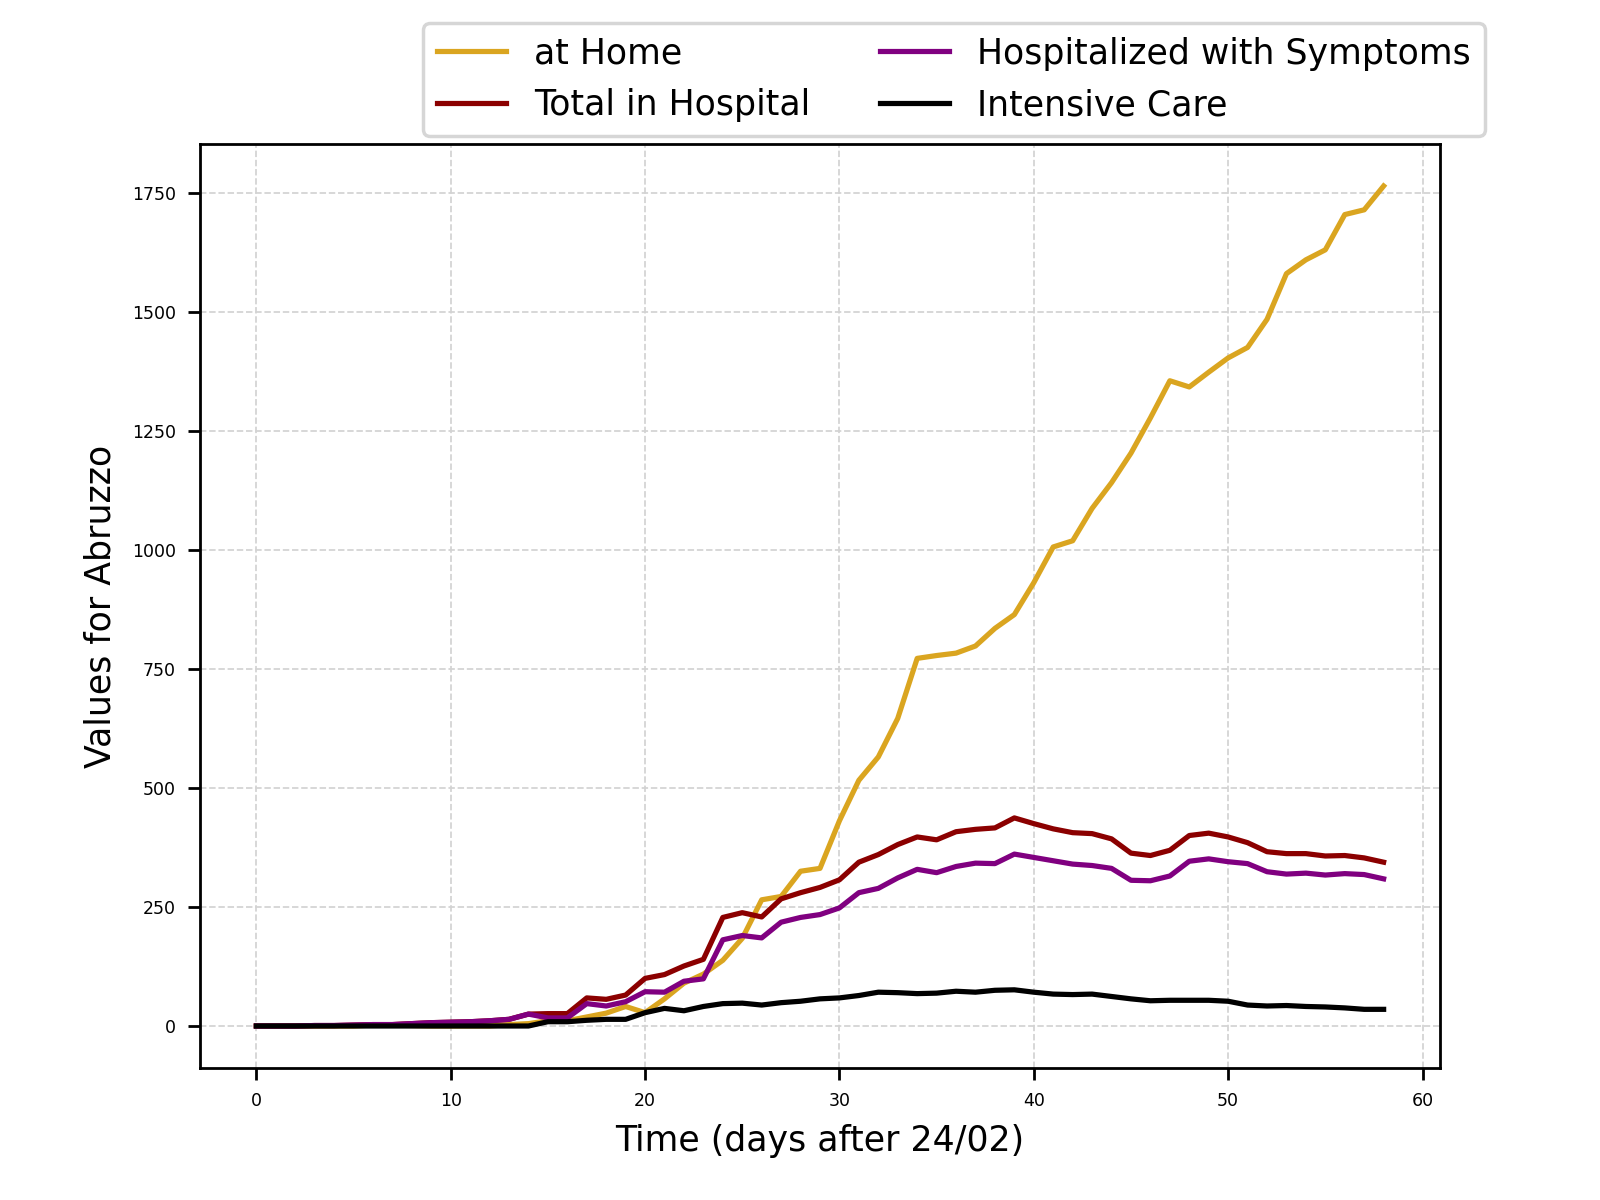 at Home
Total in Hospital
Hospitalized with Symptoms
Intensive Care
Values for Abruzzo
1750
1500
1250
1000
750
500
250
0
0 10 20 30 40 50 60
Time (days after 24/02)